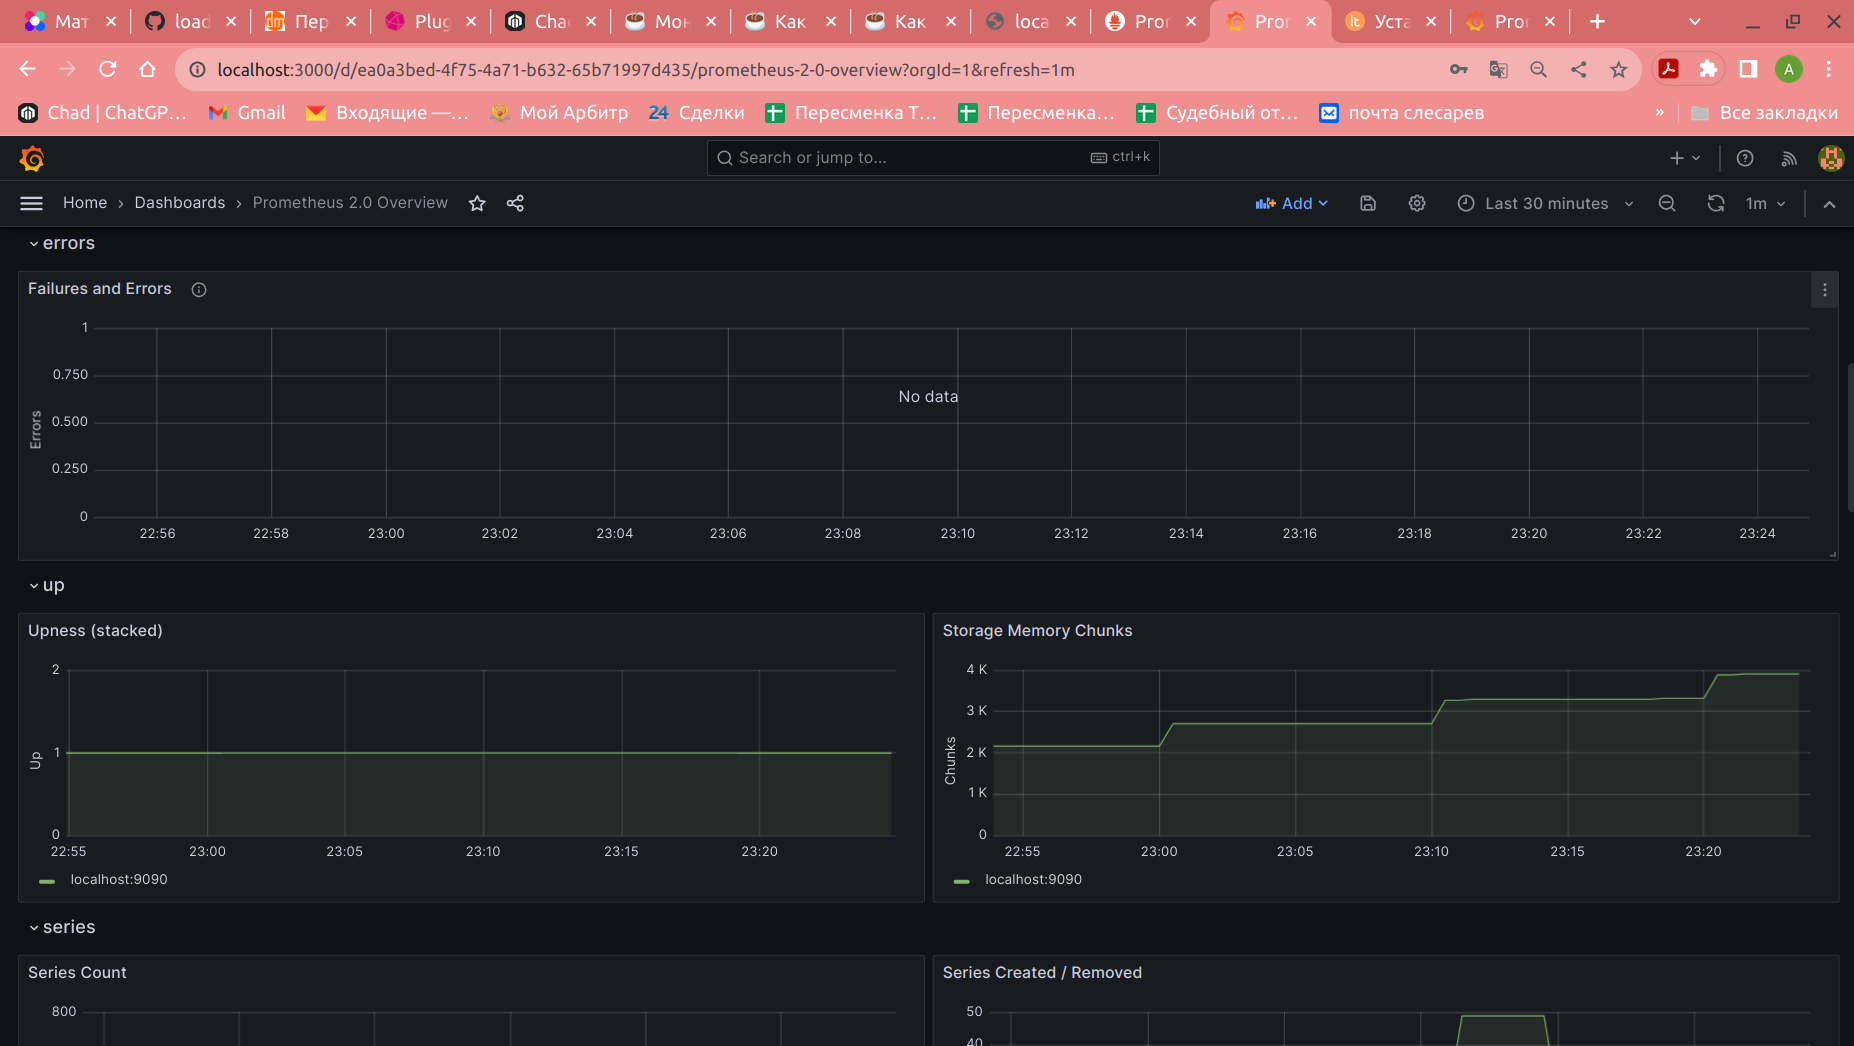 Мат
load
Пер
Plug
Chat
Мон
Как
Как
loca
Pror
Pror
Уста
Pror
localhost:3000/d/ea0a3bed-4f75-4a71-b632-65b71997d435/prometheus-2-0-overview?orgId=1&refresh=1m
A
Chad | ChatGP...
Gmail
Входящие —...
Мой Арбитр
24 Сделки
Пересменка Т...
Пересменка...
Судебный от...
почта слесарев
»
Все закладки
Search or jump to...
ctrl+k
Home › Dashboards › Prometheus 2.0 Overview
Add
Last 30 minutes
1m
errors
Failures and Errors
1
0.750
0.500
0.250
0
Errors
No data
22:56 22:58 23:00 23:02 23:04 23:06 23:08 23:10 23:12 23:14 23:16 23:18 23:20 23:22 23:24
up
Upness (stacked)
2
1
0
Up
22:55 23:00 23:05 23:10 23:15 23:20
localhost:9090
Storage Memory Chunks
4 K
3 K
2 K
1 K
0
Chunks
22:55 23:00 23:05 23:10 23:15 23:20
localhost:9090
series
Series Count
800
Series Created / Removed
50
40